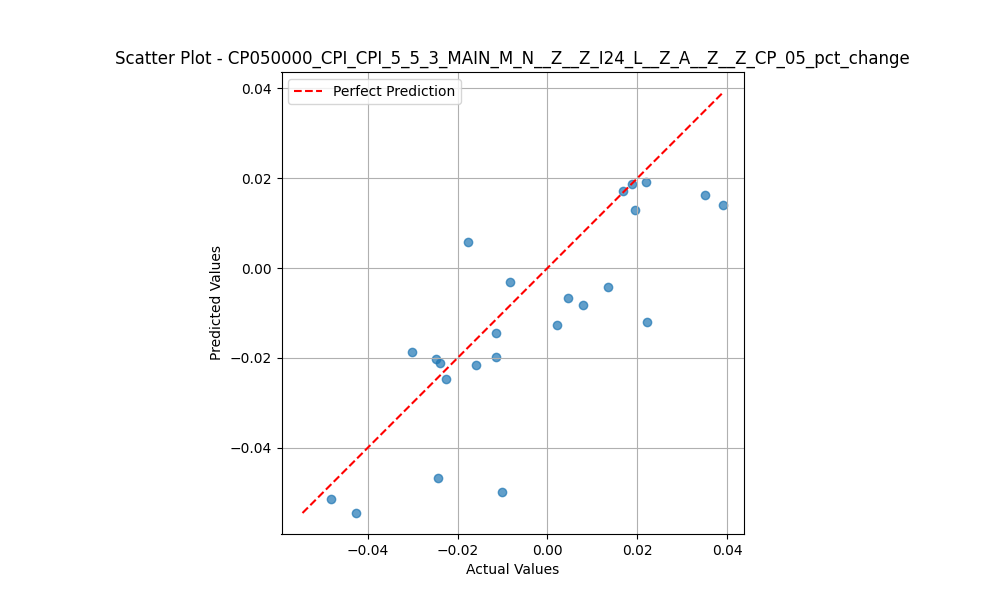 Scatter Plot - CP050000_CPI_CPI_5_5_3_MAIN_M_N__Z__Z_I24_L__Z_A__Z__Z_CP_05_pct_change
Perfect Prediction
0.04
0.02
0.00
−0.02
−0.04
Predicted Values
−0.04
−0.02
0.00
0.02
0.04
Actual Values